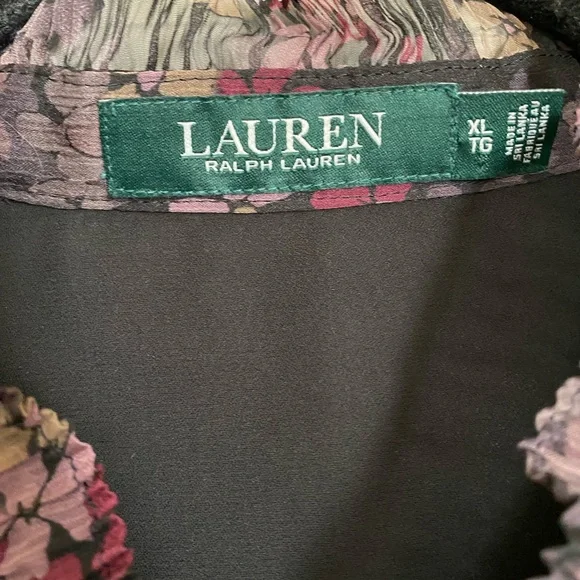 LAUREN
RALPH LAUREN
XL
TG
MADE IN
SRI LANKA
FABRIQUÉ AU
SRI LANKA